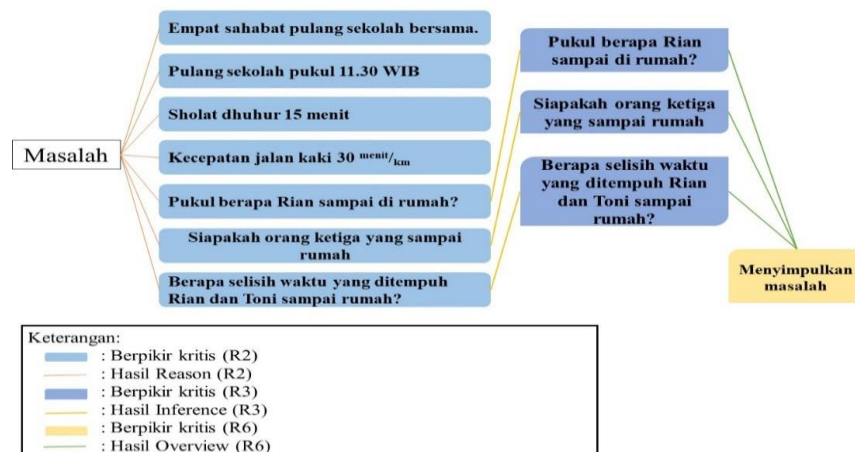 Masalah
Empat sahabat pulang sekolah bersama.
Pulang sekolah pukul 11.30 WIB
Sholat dhuhur 15 menit
Kecepatan jalan kaki 30 menit/km
Pukul berapa Rian sampai di rumah?
Siapakah orang ketiga yang sampai
rumah
Berapa selisih waktu yang ditempuh
Rian dan Toni sampai rumah?
Pukul berapa Rian
sampai di rumah?
Siapakah orang ketiga
yang sampai rumah
Berapa selisih waktu
yang ditempuh Rian
dan Toni sampai
rumah?
Menyimpulkan
masalah
Keterangan:
: Berpikir kritis (R2)
: Hasil Reason (R2)
: Berpikir kritis (R3)
: Hasil Inference (R3)
: Berpikir kritis (R6)
: Hasil Overview (R6)